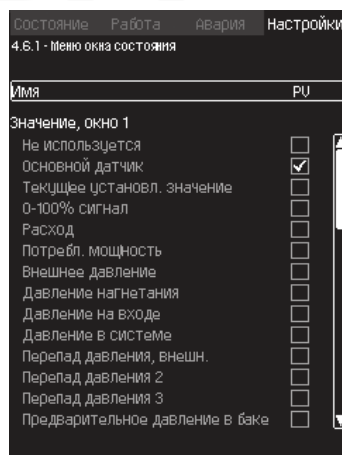 Состояние Работа Авария Настройки
4.6.1 - Меню окна состояния
Имя PV
Значение, окно 1
Не используется
Основной датчик
Текущее установл. значение
0-100% сигнал
Расход
Потребл. мощность
Внешнее давление
Давление нагнетания
Давление на входе
Давление в системе
Перепад давления, внешн.
Перепад давления 2
Перепад давления 3
Предварительное давление в баке